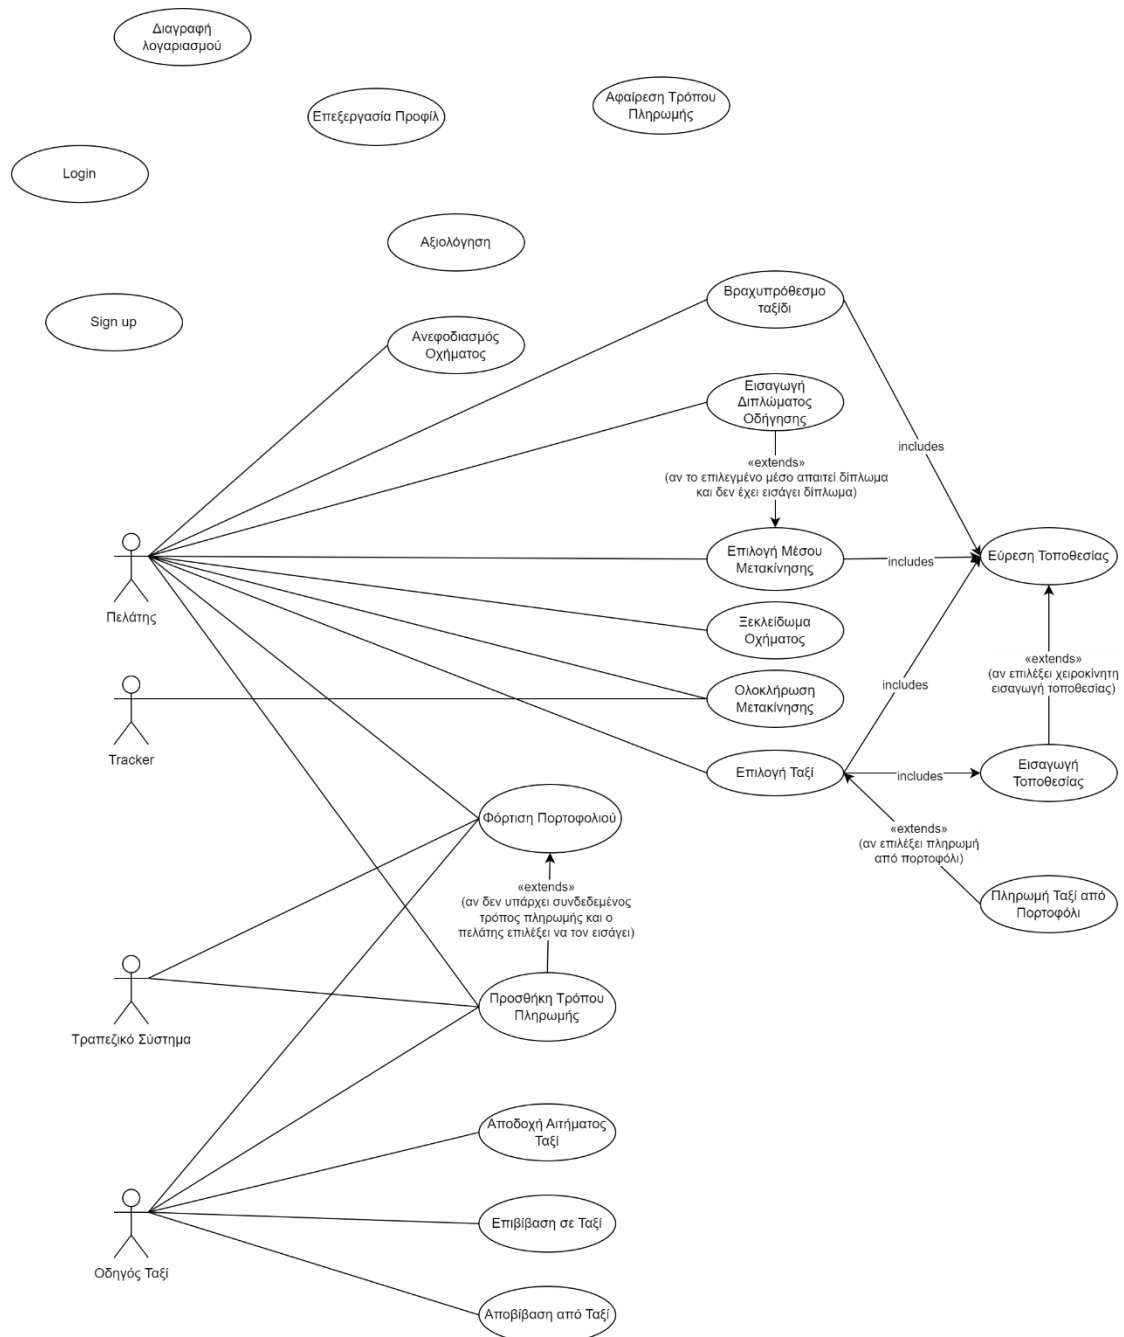 Διαγραφή
λογαριασμού
Επεξεργασία Προφίλ
Αφαίρεση Τρόπου
Πληρωμής
Login
Αξιολόγηση
Sign up
Βραχυπρόθεσμο
ταξίδι
Ανεφοδιασμός
Οχήματος
Εισαγωγή
Διπλώματος
Οδήγησης
includes
«extends»
(αν το επιλεγμένο μέσο απαιτεί δίπλωμα
και δεν έχει εισάγει δίπλωμα)
Πελάτης
Επιλογή Μέσου
Μετακίνησης
includes
Εύρεση Τοποθεσίας
Ξεκλείδωμα
Οχήματος
«extends»
(αν επιλέξει χειροκίνητη
εισαγωγή τοποθεσίας)
includes
Tracker
Ολοκλήρωση
Μετακίνησης
Επιλογή Ταξί
includes
Εισαγωγή
Τοποθεσίας
Φόρτιση Πορτοφολιού
«extends»
(αν επιλέξει πληρωμή
από πορτοφόλι)
«extends»
(αν δεν υπάρχει συνδεδεμένος
τρόπος πληρωμής και ο
πελάτης επιλέξει να τον εισάγει)
Πληρωμή Ταξί από
Πορτοφόλι
Τραπεζικό Σύστημα
Προσθήκη Τρόπου
Πληρωμής
Αποδοχή Αιτήματος
Ταξί
Επιβίβαση σε Ταξί
Οδηγός Ταξί
Αποβίβαση από Ταξί